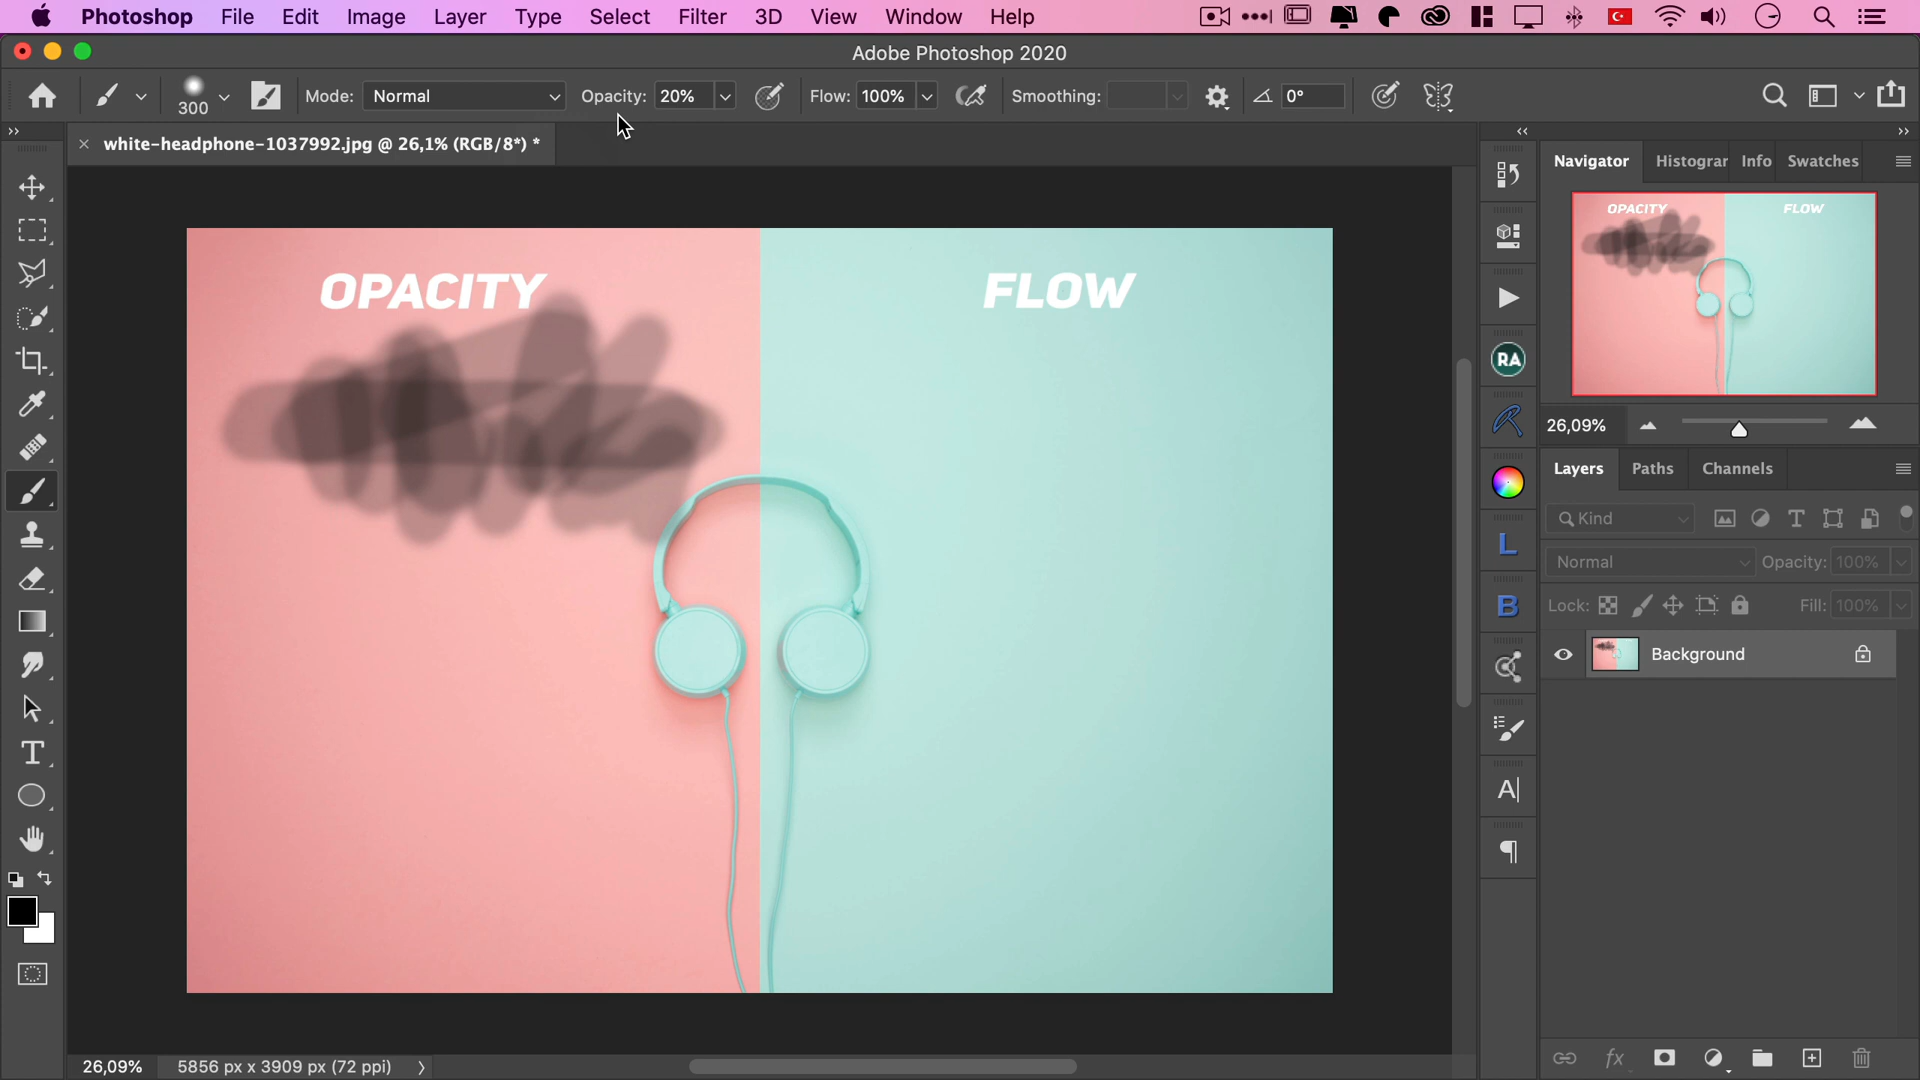 Photoshop File Edit Image Layer Type Select Filter 3D View Window Help
Adobe Photoshop 2020
300 Mode: Normal Opacity: 20% Flow: 100% Smoothing: 0°
white-headphone-1037992.jpg @ 26,1% (RGB/8*) *
Navigator Histograr Info Swatches
OPACITY FLOW
OPACITY FLOW
RA
26,09%
Layers Paths Channels
Kind
Normal Opacity: 100%
L
Lock: Fill: 100%
B
Background
A
26,09% 5856 px x 3909 px (72 ppi)
fx